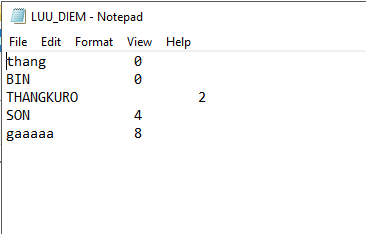 LUU_DIEM - Notepad
File Edit Format View Help
thang 0
BIN 0
THANGKURO 2
SON 4
gaaaaa 8